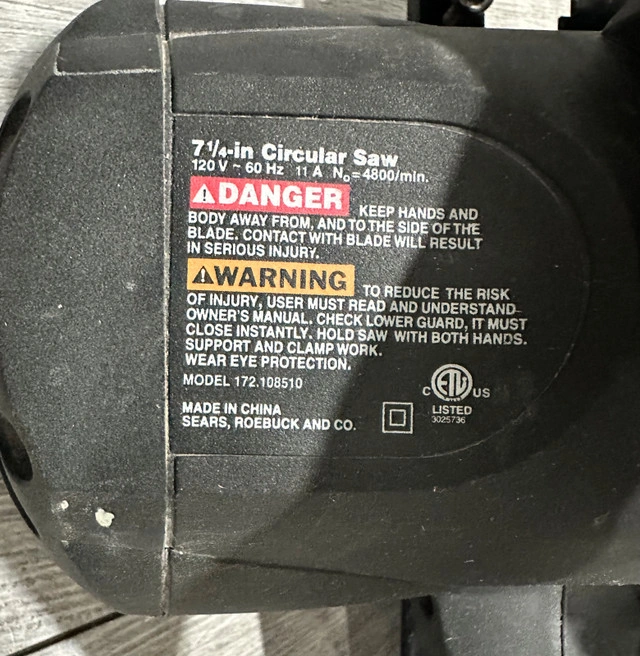 7 1/4-in Circular Saw
120 V ~ 60 Hz 11 A No=4800/min.
⚠DANGER KEEP HANDS AND
BODY AWAY FROM, AND TO THE SIDE OF THE
BLADE. CONTACT WITH BLADE WILL RESULT
IN SERIOUS INJURY.
⚠WARNING TO REDUCE THE RISK
OF INJURY, USER MUST READ AND UNDERSTAND
OWNER'S MANUAL. CHECK LOWER GUARD, IT MUST
CLOSE INSTANTLY. HOLD SAW WITH BOTH HANDS.
SUPPORT AND CLAMP WORK.
WEAR EYE PROTECTION.
MODEL 172.108510
C ETL US
LISTED
3025736
MADE IN CHINA
SEARS, ROEBUCK AND CO.